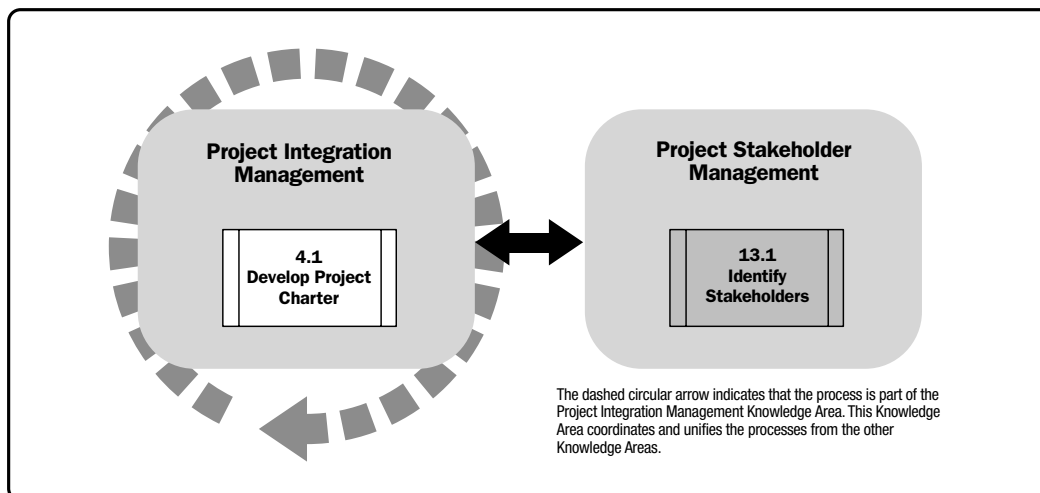 Project Integration
Management
4.1
Develop Project
Charter
Project Stakeholder
Management
13.1
Identify
Stakeholders
The dashed circular arrow indicates that the process is part of the
Project Integration Management Knowledge Area. This Knowledge
Area coordinates and unifies the processes from the other
Knowledge Areas.